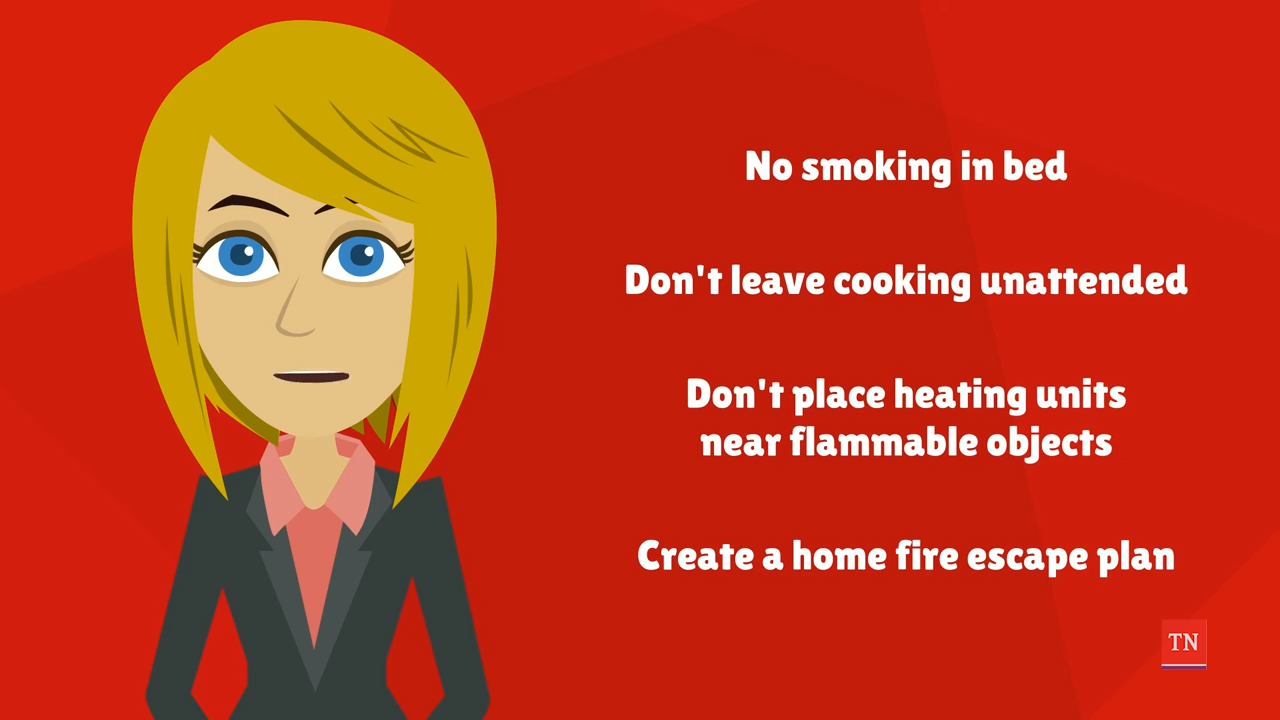 No smoking in bed
Don't leave cooking unattended
Don't place heating units
near flammable objects
Create a home fire escape plan
TN